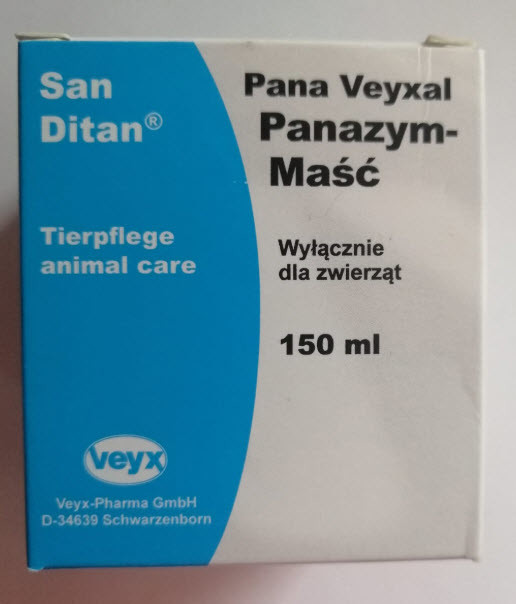 San
Ditan®
Tierpflege
animal care
veyx
Veyx-Pharma GmbH
D-34639 Schwarzenborn
Pana Veyxal
Panazym-
Maść
Wyłącznie
dla zwierząt
150 ml